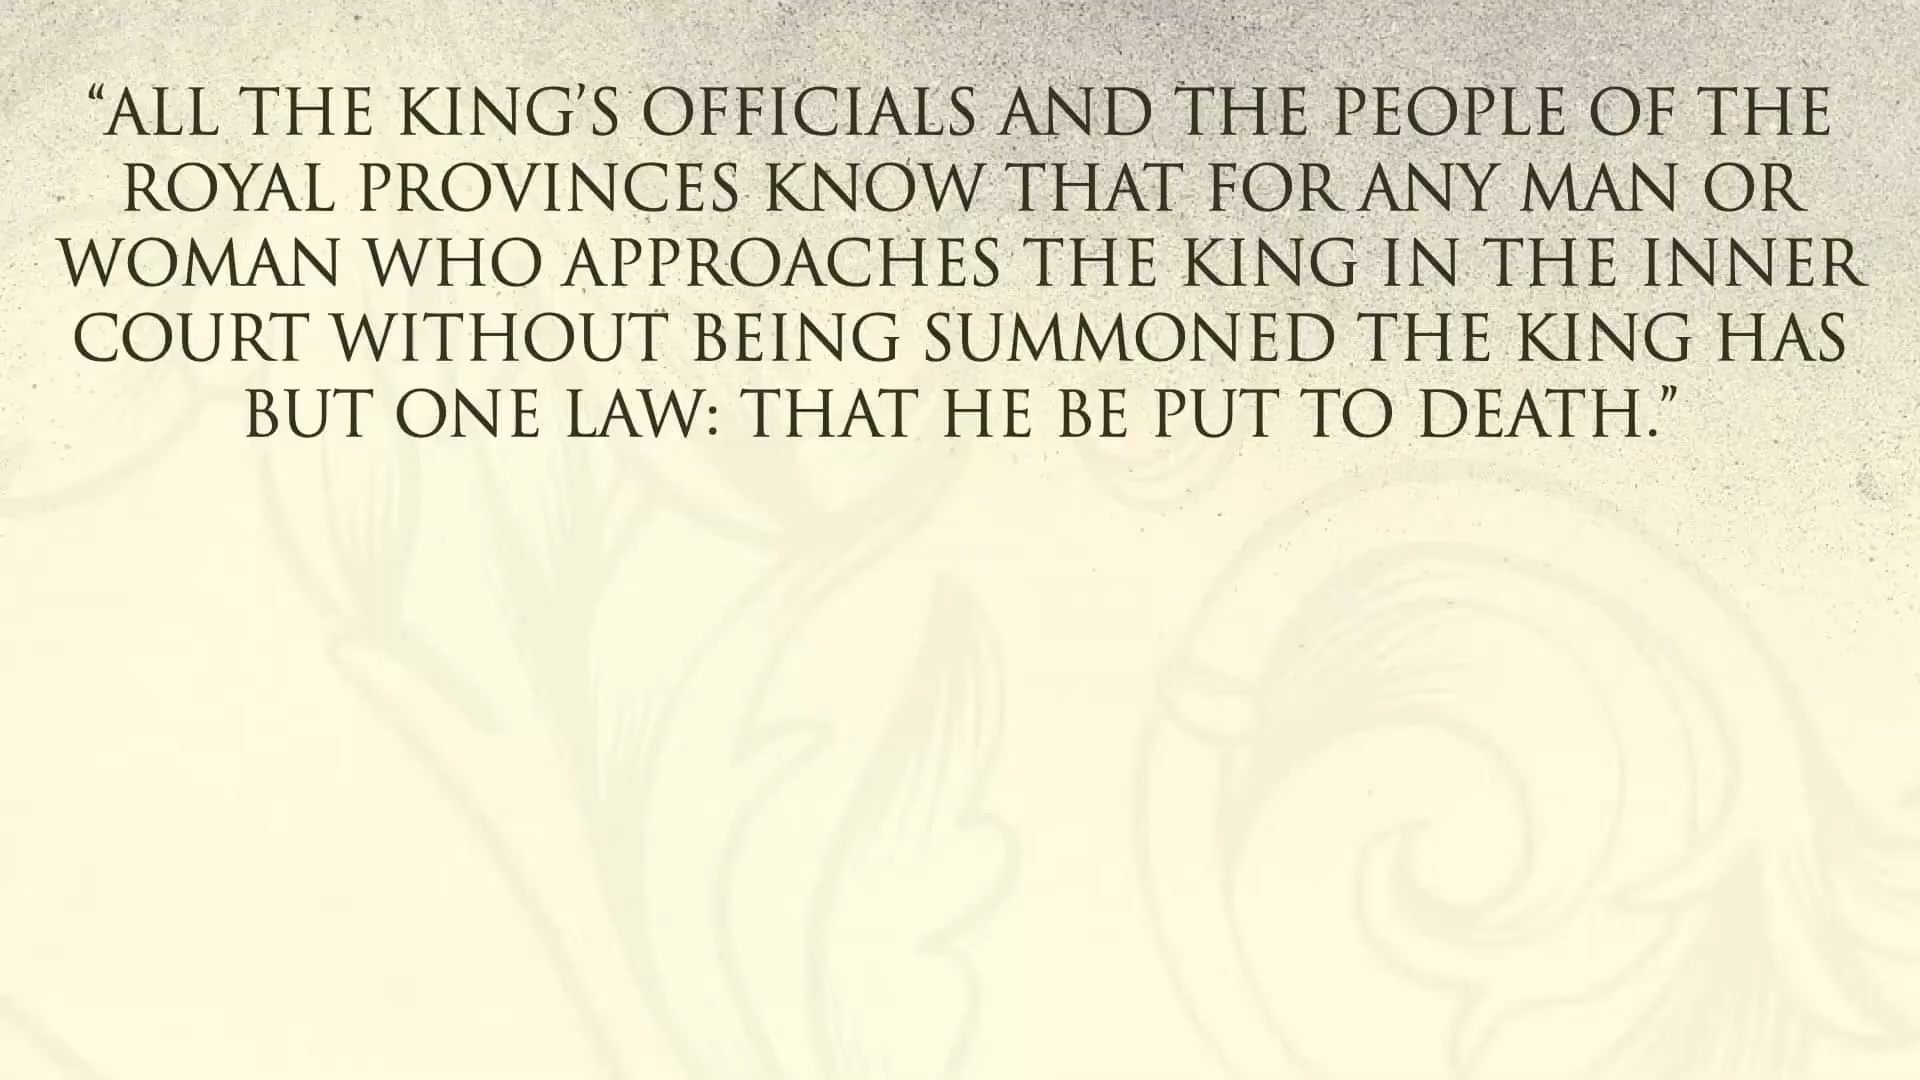 “ALL THE KING’S OFFICIALS AND THE PEOPLE OF THE
ROYAL PROVINCES KNOW THAT FOR ANY MAN OR
WOMAN WHO APPROACHES THE KING IN THE INNER
COURT WITHOUT BEING SUMMONED THE KING HAS
BUT ONE LAW: THAT HE BE PUT TO DEATH.”